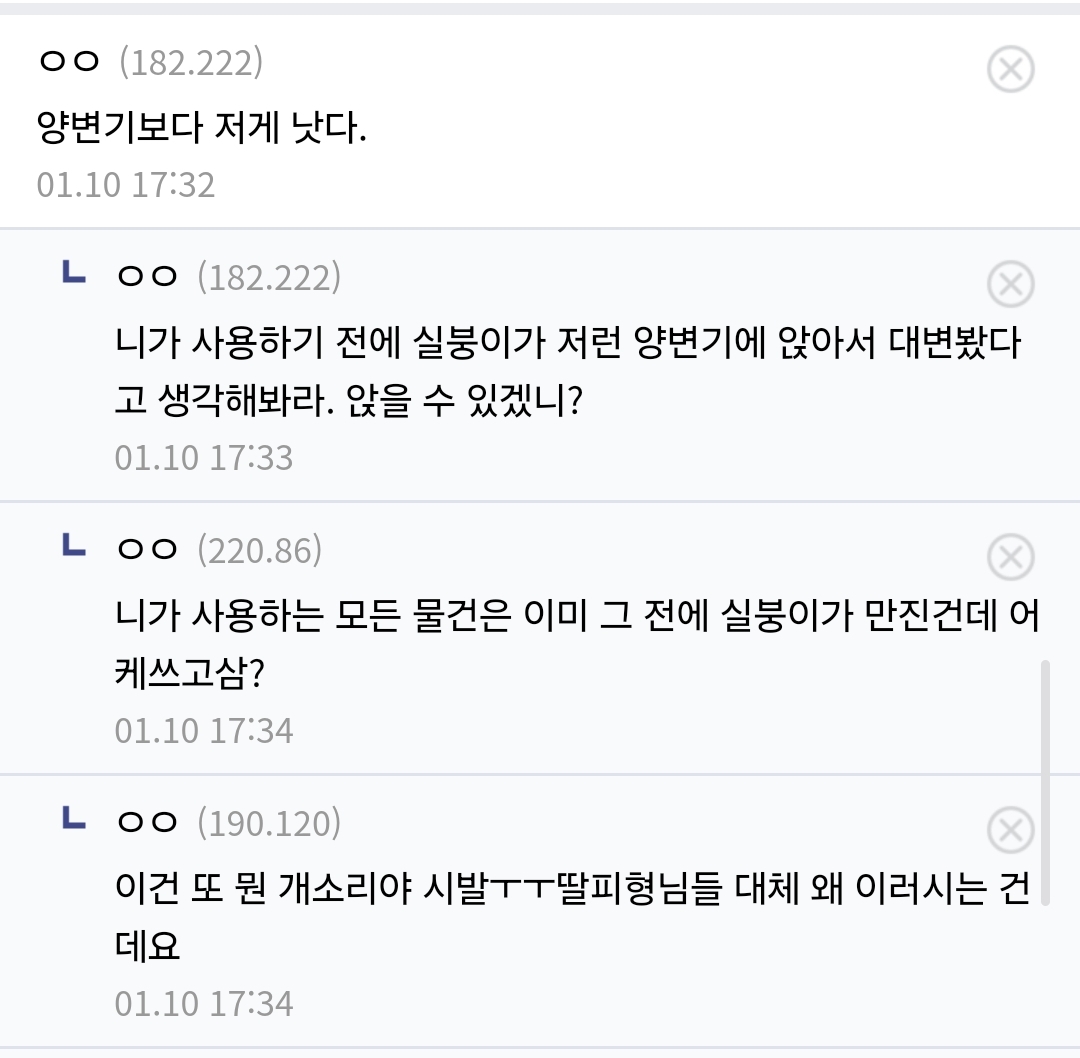 ㅇㅇ (182.222)
양변기보다 저게 낫다.
01.10 17:32
ㅇㅇ (182.222)
니가 사용하기 전에 실붕이가 저런 양변기에 앉아서 대변봤다
고 생각해봐라. 앉을 수 있겠니?
01.10 17:33
ㅇㅇ (220.86)
니가 사용하는 모든 물건은 이미 그 전에 실붕이가 만진건데 어
케쓰고삼?
01.10 17:34
ㅇㅇ (190.120)
이건 또 뭔 개소리야 시발ㅜㅜ딸피형님들 대체 왜 이러시는 건
데요
01.10 17:34